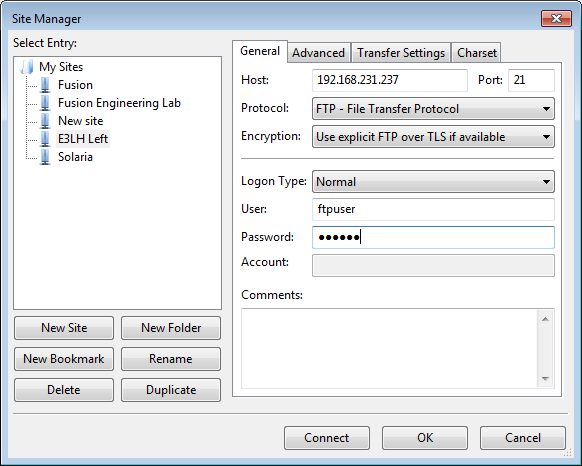 Site Manager
Select Entry:
My Sites
Fusion
Fusion Engineering Lab
New site
E3LH Left
Solaria
New Site
New Folder
New Bookmark
Rename
Delete
Duplicate
General
Advanced
Transfer Settings
Charset
Host:
192.168.231.237
Port:
21
Protocol:
FTP - File Transfer Protocol
Encryption:
Use explicit FTP over TLS if available
Logon Type:
Normal
User:
ftpuser
Password:
●●●●●●
Account:
Comments:
Connect
OK
Cancel